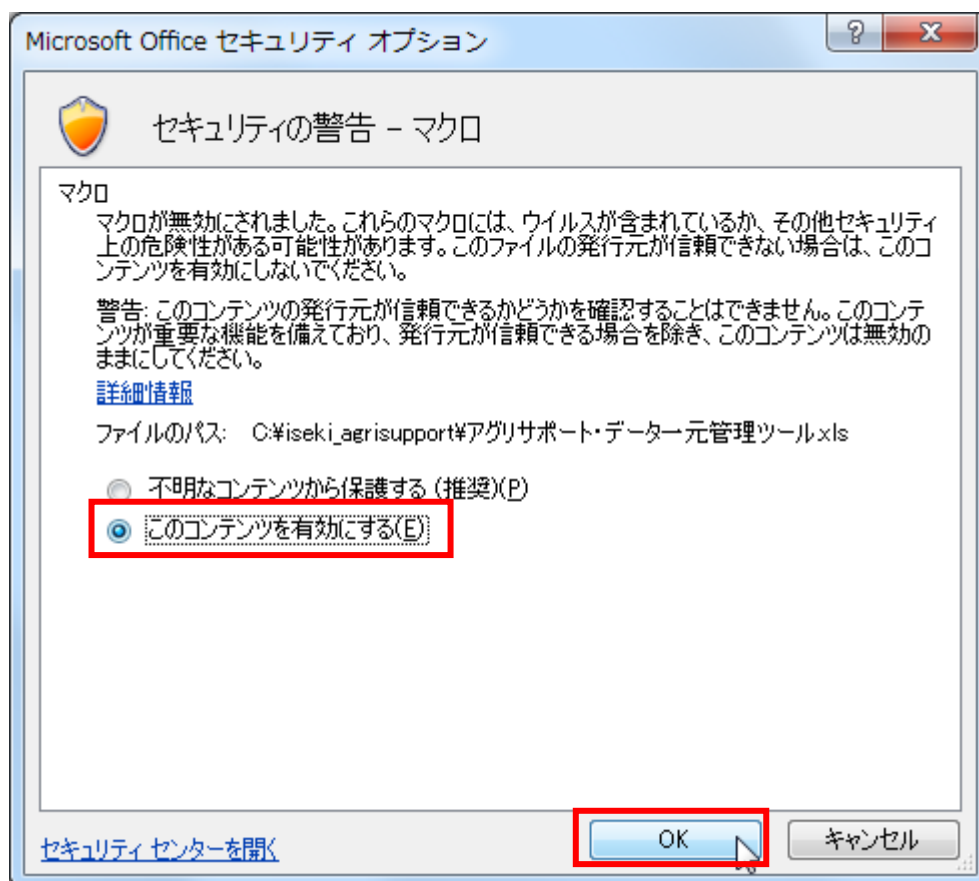 Microsoft Office セキュリティ オプション
セキュリティの警告 – マクロ
マクロ
マクロが無効にされました。これらのマクロには、ウイルスが含まれているか、その他セキュリティ
上の危険性がある可能性があります。このファイルの発行元が信頼できない場合は、このコ
ンテンツを有効にしないでください。
警告: このコンテンツの発行元が信頼できるかどうかを確認することはできません。このコンテ
ンツが重要な機能を備えており、発行元が信頼できる場合を除き、このコンテンツは無効の
ままにしてください。
詳細情報
ファイルのパス: C:¥iseki_agrisupport¥アグリサポート・データ一元管理ツール.xls
不明なコンテンツから保護する (推奨)(P)
このコンテンツを有効にする(E)
セキュリティ センターを開く
OK
キャンセル